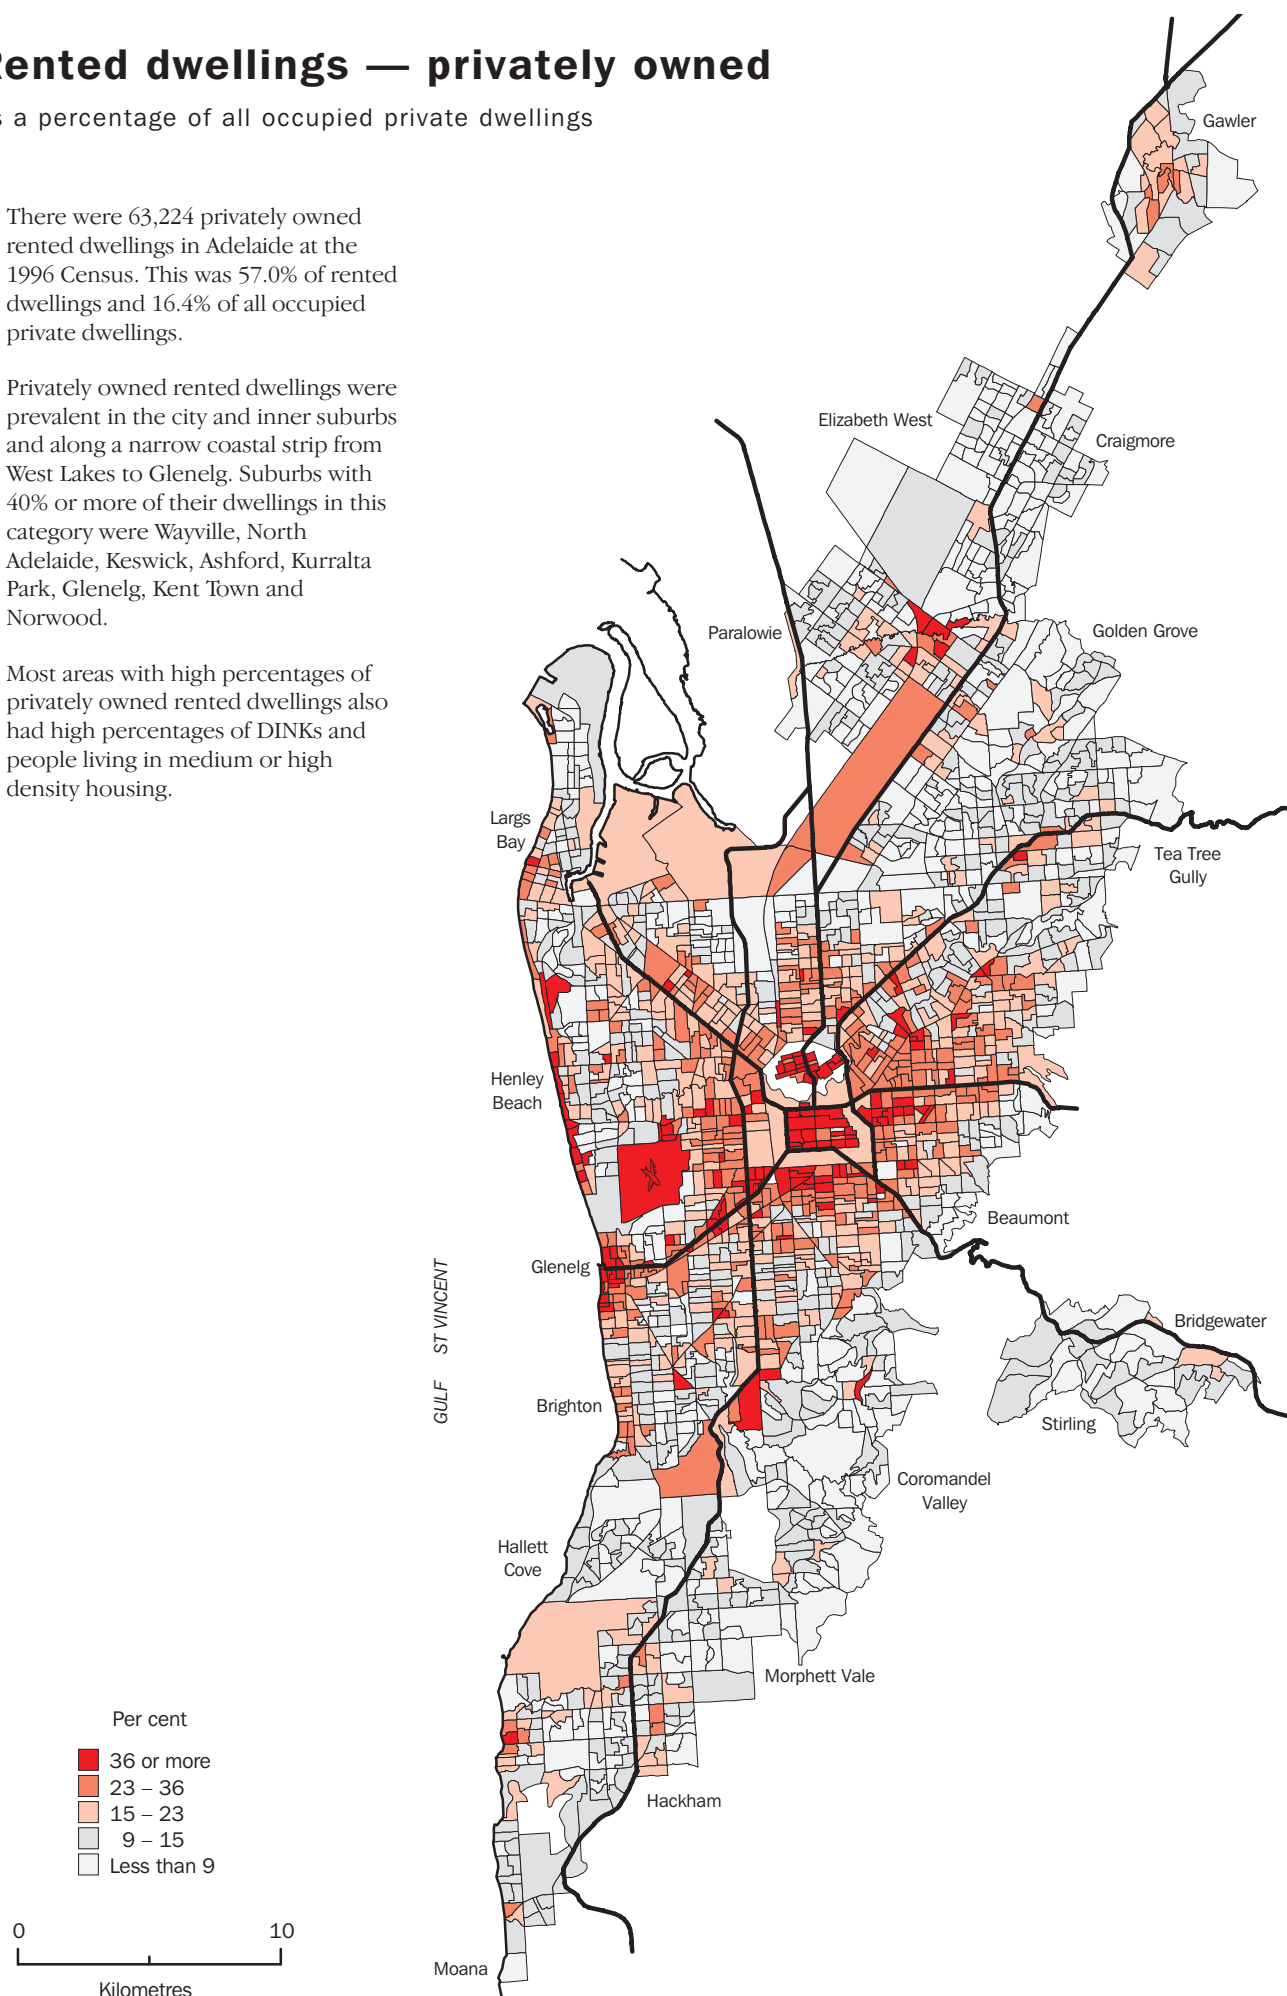 Rented dwellings — privately owned
s a percentage of all occupied private dwellings
There were 63,224 privately owned
rented dwellings in Adelaide at the
1996 Census. This was 57.0% of rented
dwellings and 16.4% of all occupied
private dwellings.
Privately owned rented dwellings were
prevalent in the city and inner suburbs
and along a narrow coastal strip from
West Lakes to Glenelg. Suburbs with
40% or more of their dwellings in this
category were Wayville, North
Adelaide, Keswick, Ashford, Kurralta
Park, Glenelg, Kent Town and
Norwood.
Most areas with high percentages of
privately owned rented dwellings also
had high percentages of DINKs and
people living in medium or high
density housing.
Gawler
Elizabeth West
Craigmore
Paralowie
Golden Grove
Largs
Bay
Tea Tree
Gully
Henley
Beach
Beaumont
Glenelg
GULF ST VINCENT
Bridgewater
Brighton
Stirling
Coromandel
Valley
Hallett
Cove
Morphett Vale
Hackham
Moana
Per cent
36 or more
23 – 36
15 – 23
9 – 15
Less than 9
0 10
Kilometres